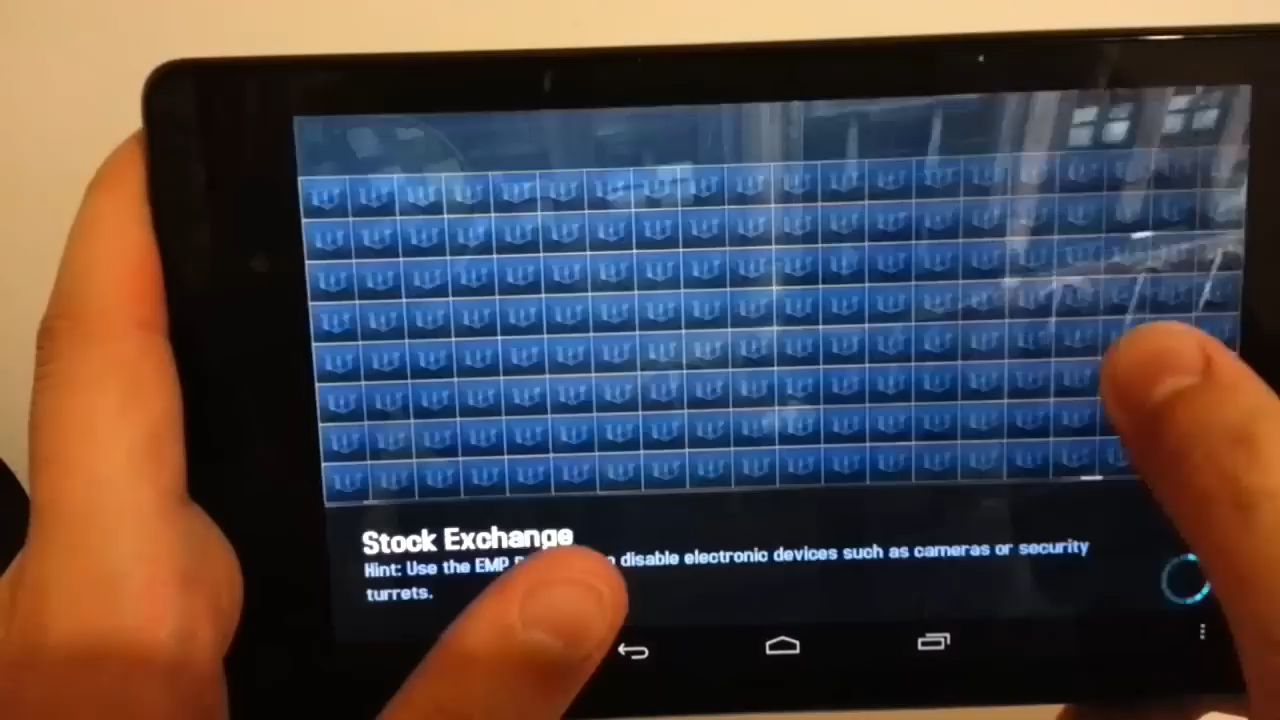 Stock Exchange
Hint: Use the EMP disable electronic devices such as cameras or security
turrets.